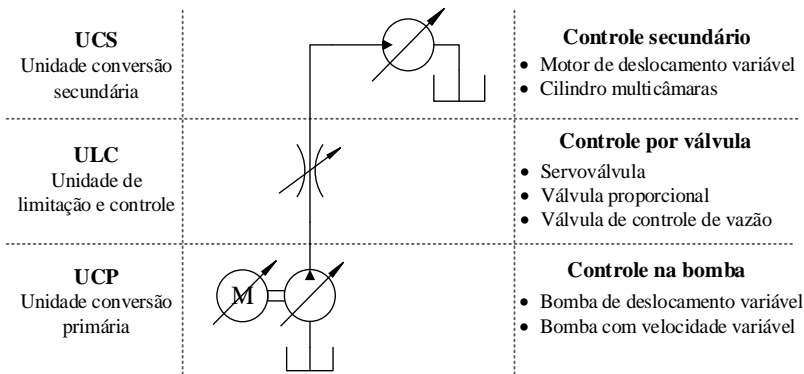 UCS
Unidade conversão
secundária
Controle secundário
• Motor de deslocamento variável
• Cilindro multicâmaras
ULC
Unidade de
limitação e controle
Controle por válvula
• Servoválvula
• Válvula proporcional
• Válvula de controle de vazão
UCP
Unidade conversão
primária
M
Controle na bomba
• Bomba de deslocamento variável
• Bomba com velocidade variável